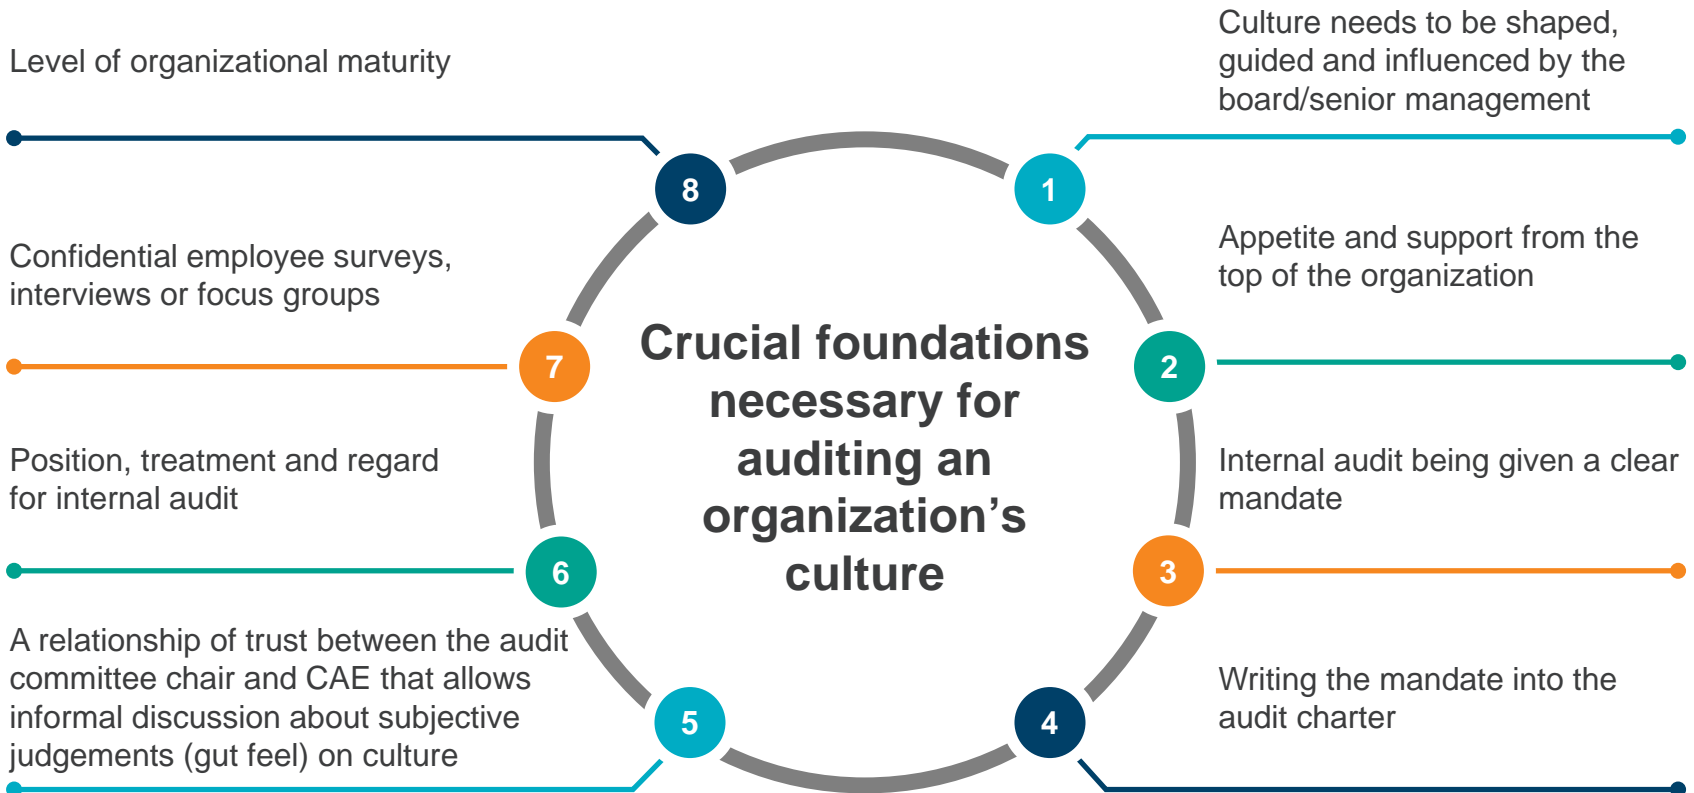 Level of organizational maturity
Culture needs to be shaped,
guided and influenced by the
board/senior management
8
1
Confidential employee surveys,
interviews or focus groups
Appetite and support from the
top of the organization
7
2
Crucial foundations
necessary for
auditing an
organization’s
culture
Position, treatment and regard
for internal audit
Internal audit being given a clear
mandate
6
3
A relationship of trust between the audit
committee chair and CAE that allows
informal discussion about subjective
judgements (gut feel) on culture
Writing the mandate into the
audit charter
5
4